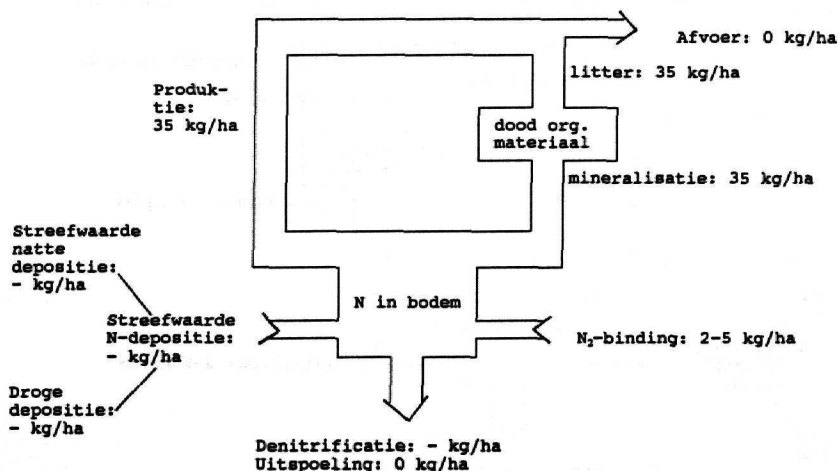 Afvoer: 0 kg/ha
litter: 35 kg/ha
Produk-
tie:
35 kg/ha
dood org.
materiaal
mineralisatie: 35 kg/ha
Streefwaarde
natte
depositie:
- kg/ha
N in bodem
Streefwaarde
N-depositie:
- kg/ha
N₂-binding: 2-5 kg/ha
Droge
depositie:
- kg/ha
Denitrificatie: - kg/ha
Uitspoeling: 0 kg/ha